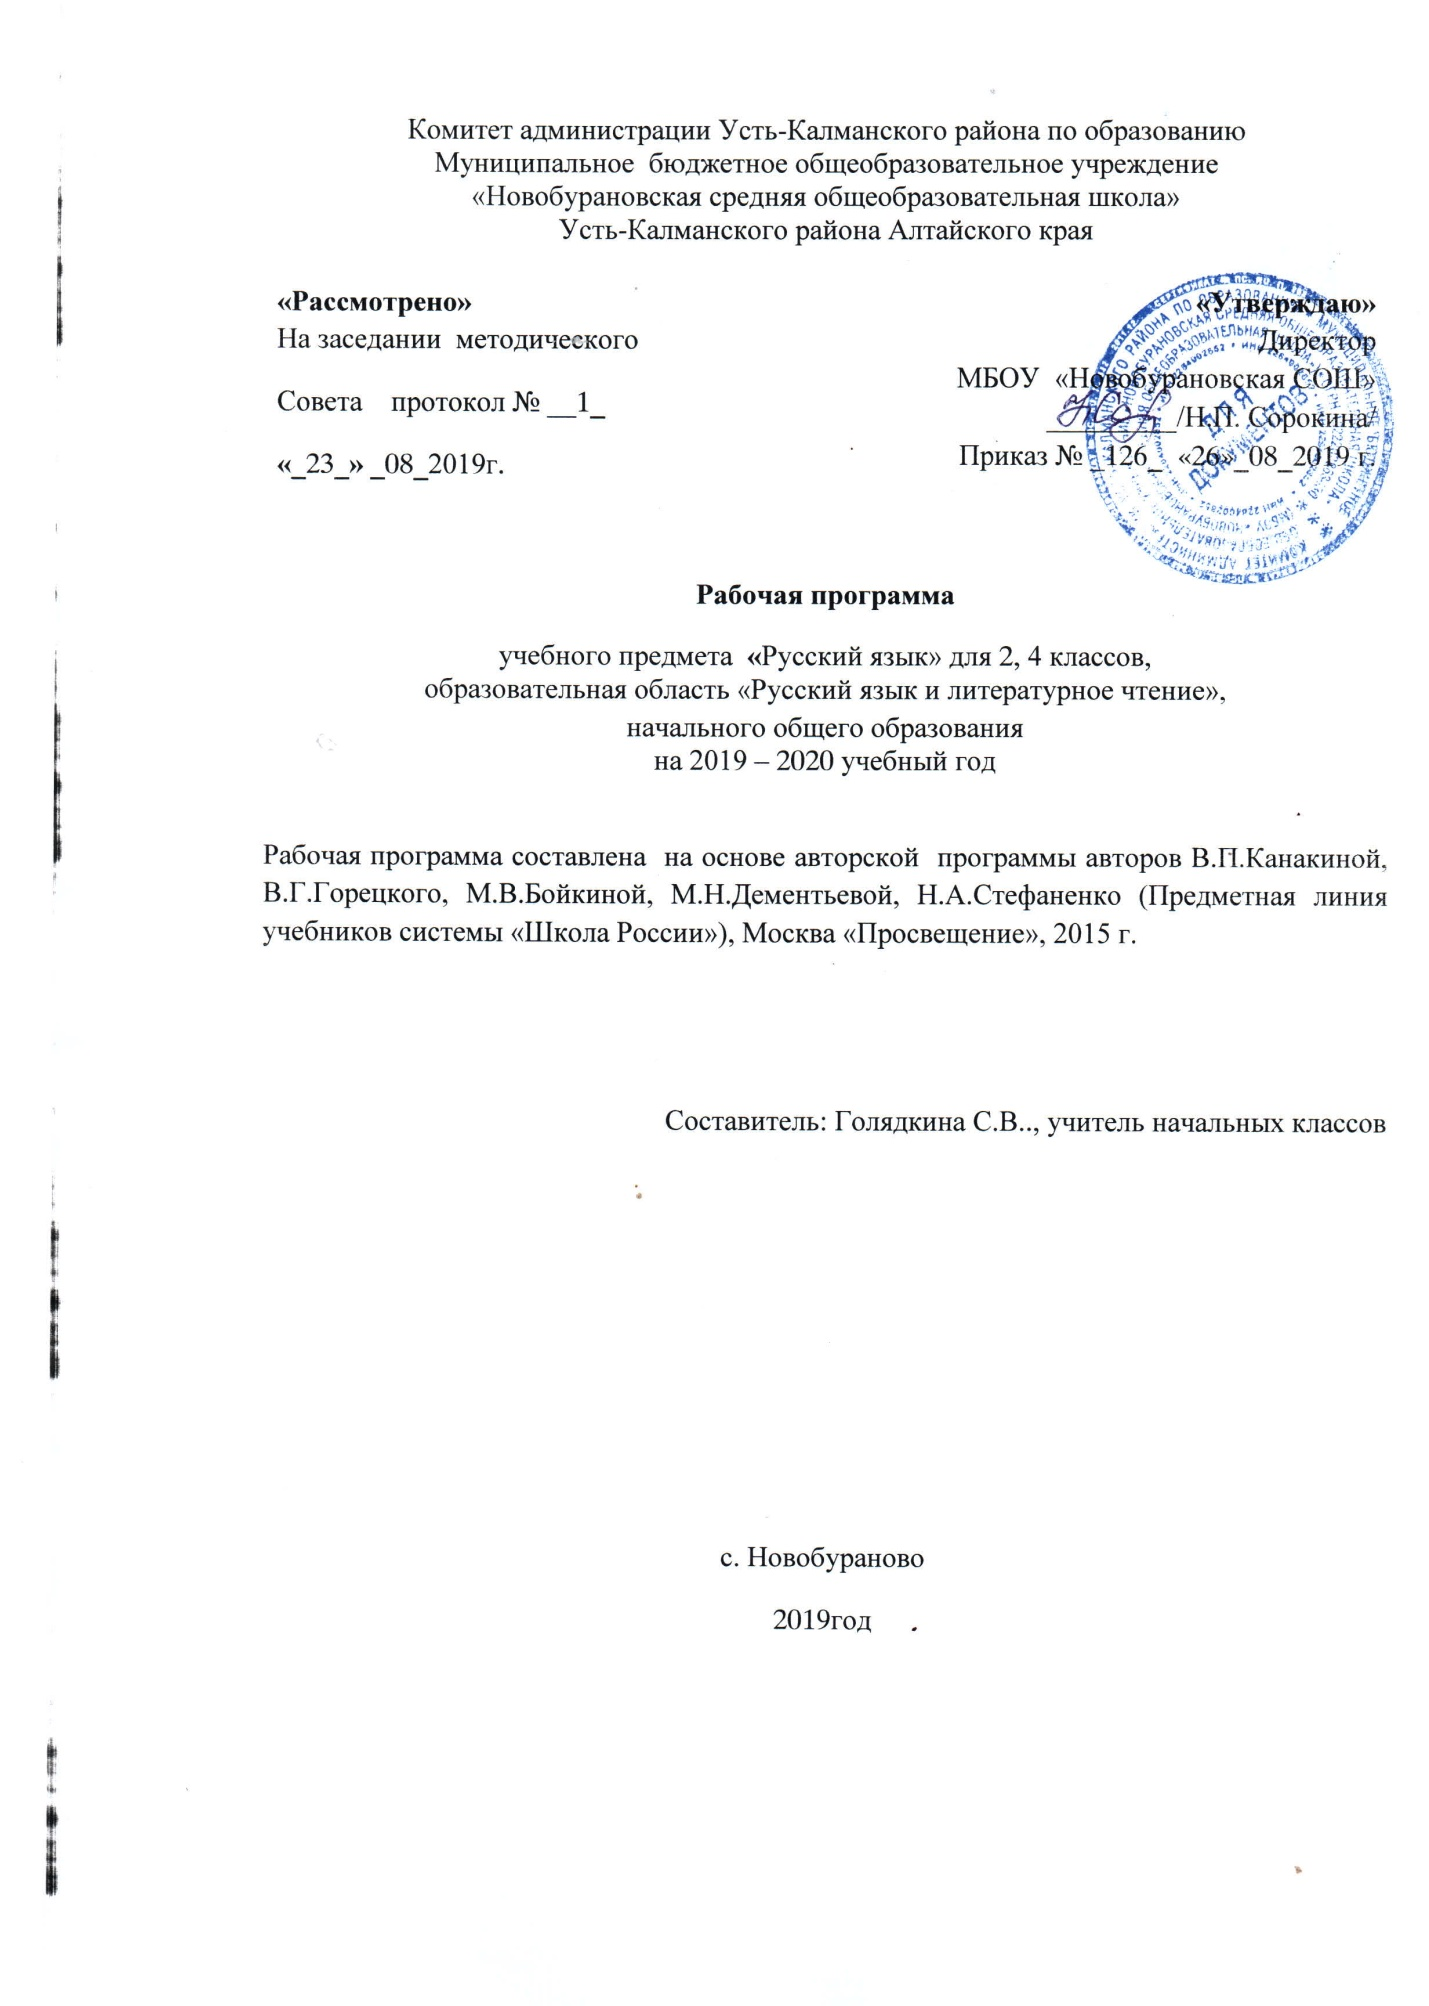 Комитет администрации Усть-Калманского района по образованию
Муниципальное бюджетное общеобразовательное учреждение
«Новобурановская средняя общеобразовательная школа»
Усть-Калманского района Алтайского края
«Рассмотрено»
На заседании методического
Совета протокол № __1_
«_23_» _08_2019г.
«Утверждаю»
Директор
МБОУ «Новобурановская СОШ»
_________/Н.П. Сорокина/
Приказ № _126_ «26»_08_2019 г.
ДЛЯ
ДОКУМЕНТОВ
Рабочая программа
учебного предмета «Русский язык» для 2, 4 классов,
образовательная область «Русский язык и литературное чтение»,
начального общего образования
на 2019 – 2020 учебный год
Рабочая программа составлена на основе авторской программы авторов В.П.Канакиной,
В.Г.Горецкого, М.В.Бойкиной, М.Н.Дементьевой, Н.А.Стефаненко (Предметная линия
учебников системы «Школа России»), Москва «Просвещение», 2015 г.
Составитель: Голядкина С.В.., учитель начальных классов
с. Новобураново
2019год